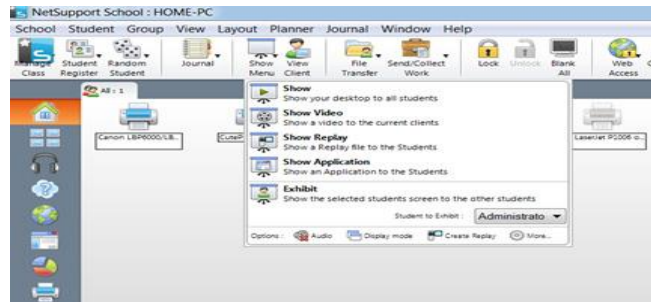 NetSupport School : HOME-PC
School Student Group View Layout Planner Journal Window Help
Manage Class
Student Register
Random Student
Journal
Show Menu
View Client
File Transfer
Send/Collect Work
Lock
Unlock
Blank All
Web Access
All : 1
Canon LBP6000/LB...
LaserJet P1006 o...
Show
Show your desktop to all students
Show Video
Show a video to the current clients
Show Replay
Show a Replay file to the Students
Show Application
Show an Application to the Students
Exhibit
Show the selected students screen to the other students
Student to Exhibit : Administrato
Options : Audio Display mode Create Replay More...